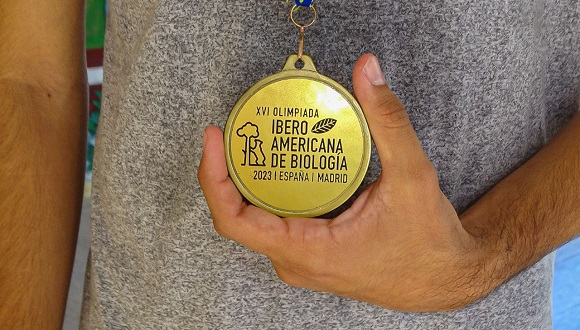 XVI OLIMPIADA
IBERO
AMERICANA
DE BIOLOGÍA
2023 | ESPAÑA | MADRID